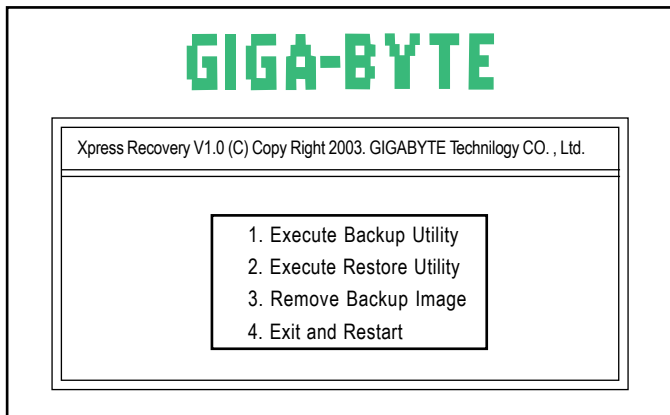 GIGA-BYTE
Xpress Recovery V1.0 (C) Copy Right 2003. GIGABYTE Technilogy CO. , Ltd.
1. Execute Backup Utility
2. Execute Restore Utility
3. Remove Backup Image
4. Exit and Restart